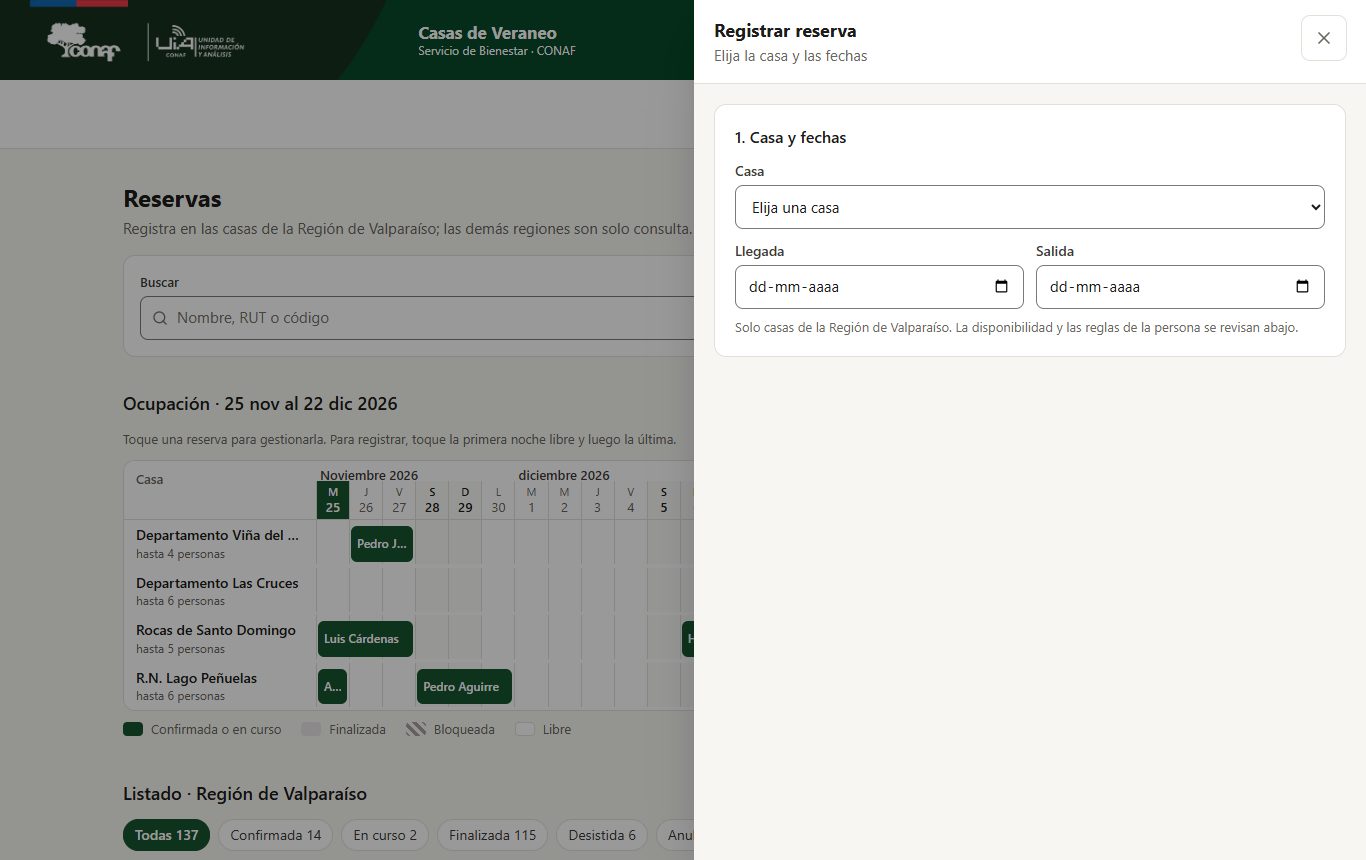 conaf
UIA
CONAF
UNIDAD DE
INFORMACIÓN
Y ANÁLISIS
Casas de Veraneo
Servicio de Bienestar · CONAF
Reservas
Registra en las casas de la Región de Valparaíso; las demás regiones son solo consulta.
Buscar
Nombre, RUT o código
Ocupación · 25 nov al 22 dic 2026
Toque una reserva para gestionarla. Para registrar, toque la primera noche libre y luego la última.
Casa
Noviembre 2026 diciembre 2026
M J V S D L M M J V S
25 26 27 28 29 30 1 2 3 4 5
Departamento Viña del ...
hasta 4 personas
Pedro J...
Departamento Las Cruces
hasta 6 personas
Rocas de Santo Domingo
hasta 5 personas
Luis Cárdenas
R.N. Lago Peñuelas
hasta 6 personas
A...
Pedro Aguirre
Confirmada o en curso Finalizada Bloqueada Libre
Listado · Región de Valparaíso
Todas 137 Confirmada 14 En curso 2 Finalizada 115 Desistida 6
Registrar reserva
Elija la casa y las fechas
1. Casa y fechas
Casa
Elija una casa
Llegada Salida
dd-mm-aaaa dd-mm-aaaa
Solo casas de la Región de Valparaíso. La disponibilidad y las reglas de la persona se revisan abajo.